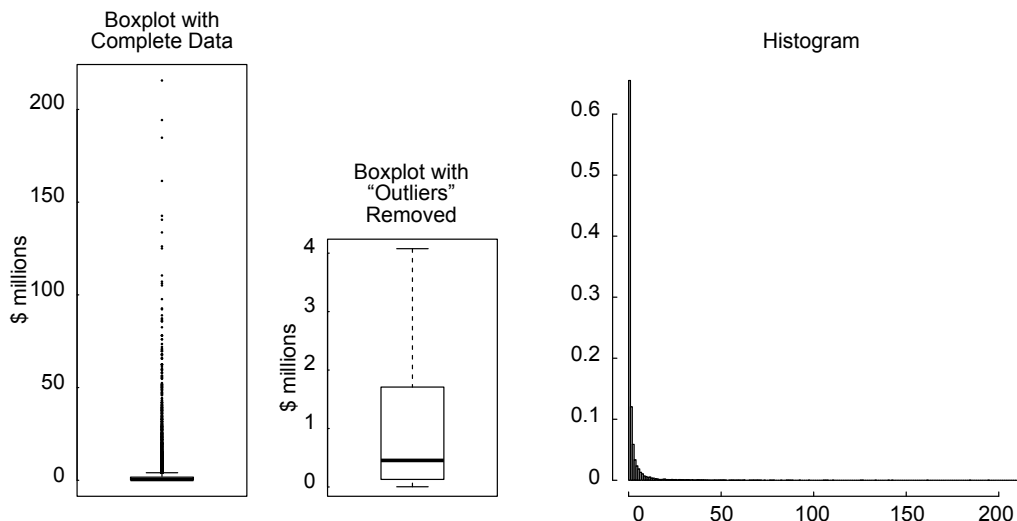 Boxplot with
Complete Data
$ millions
200
150
100
50
0
Boxplot with
“Outliers”
Removed
$ millions
4
3
2
1
0
Histogram
0.6
0.5
0.4
0.3
0.2
0.1
0
0 50 100 150 200